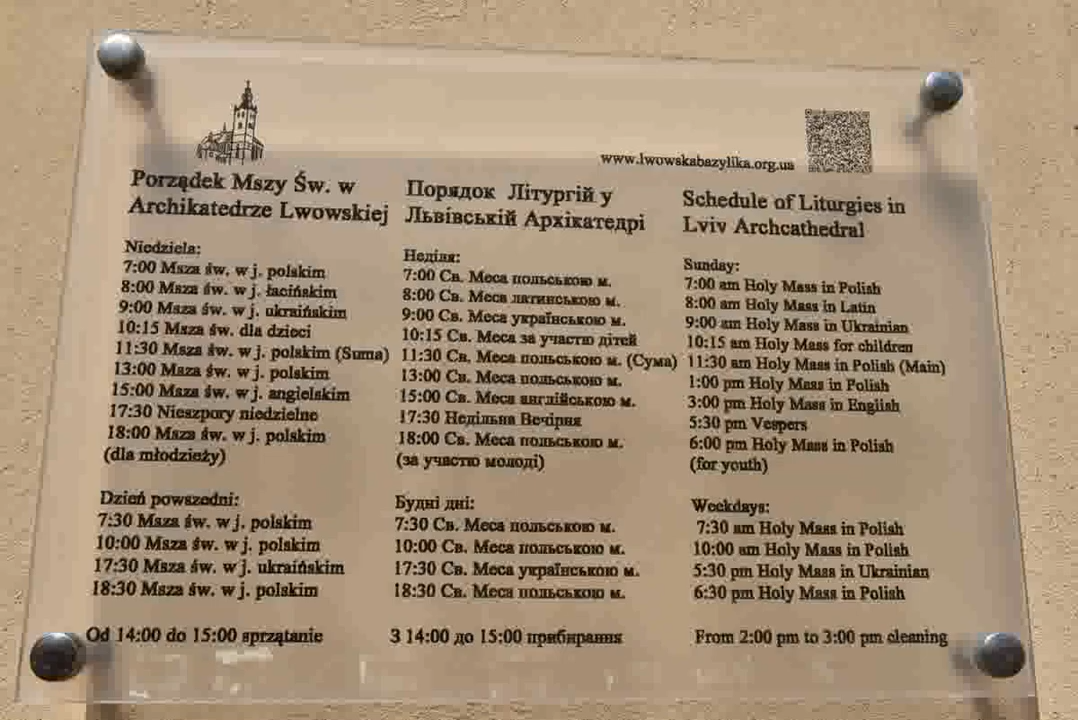 www.lwowskabazylika.org.ua
Porządek Mszy Św. w
Archikatedrze Lwowskiej
Niedziela:
7:00 Msza św. w j. polskim
8:00 Msza św. w j. łacińskim
9:00 Msza św. w j. ukraińskim
10:15 Msza św. dla dzieci
11:30 Msza św. w j. polskim (Suma)
13:00 Msza św. w j. polskim
15:00 Msza św. w j. angielskim
17:30 Nieszpory niedzielne
18:00 Msza św. w j. polskim
(dla młodzieży)
Dzień powszedni:
7:30 Msza św. w j. polskim
10:00 Msza św. w j. polskim
17:30 Msza św. w j. ukraińskim
18:30 Msza św. w j. polskim
Od 14:00 do 15:00 sprzątanie
Порядок Літургій у
Львівській Архікатедрі
Неділя:
7:00 Св. Меса польською м.
8:00 Св. Меса латинською м.
9:00 Св. Меса українською м.
10:15 Св. Меса за участю дітей
11:30 Св. Меса польською м. (Сума)
13:00 Св. Меса польською м.
15:00 Св. Меса англійською м.
17:30 Недільна Вечірня
18:00 Св. Меса польською м.
(за участю молоді)
Будні дні:
7:30 Св. Меса польською м.
10:00 Св. Меса польською м.
17:30 Св. Меса українською м.
18:30 Св. Меса польською м.
З 14:00 до 15:00 прибирання
Schedule of Liturgies in
Lviv Archcathedral
Sunday:
7:00 am Holy Mass in Polish
8:00 am Holy Mass in Latin
9:00 am Holy Mass in Ukrainian
10:15 am Holy Mass for children
11:30 am Holy Mass in Polish (Main)
1:00 pm Holy Mass in Polish
3:00 pm Holy Mass in English
5:30 pm Vespers
6:00 pm Holy Mass in Polish
(for youth)
Weekdays:
7:30 am Holy Mass in Polish
10:00 am Holy Mass in Polish
5:30 pm Holy Mass in Ukrainian
6:30 pm Holy Mass in Polish
From 2:00 pm to 3:00 pm cleaning